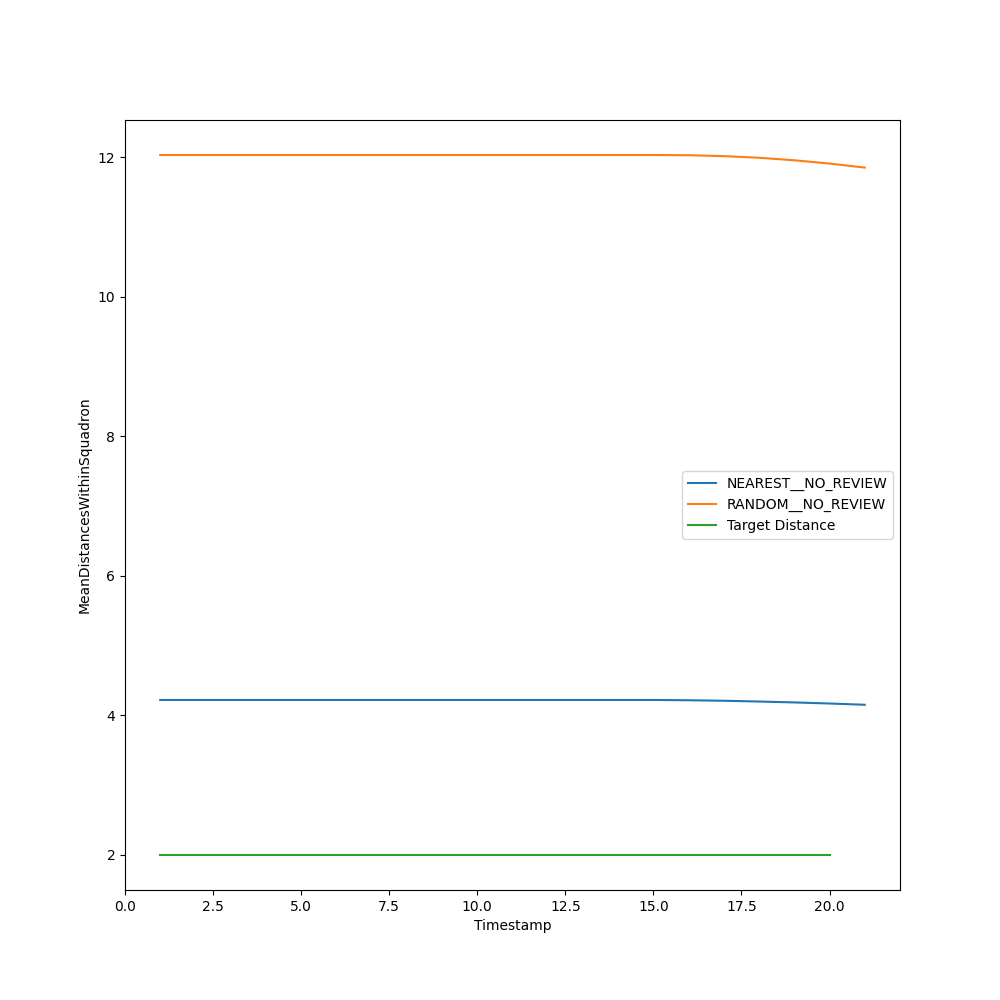 12
10
8
6
4
2
MeanDistancesWithinSquadron
NEAREST__NO_REVIEW
RANDOM__NO_REVIEW
Target Distance
0.0 2.5 5.0 7.5 10.0 12.5 15.0 17.5 20.0
Timestamp